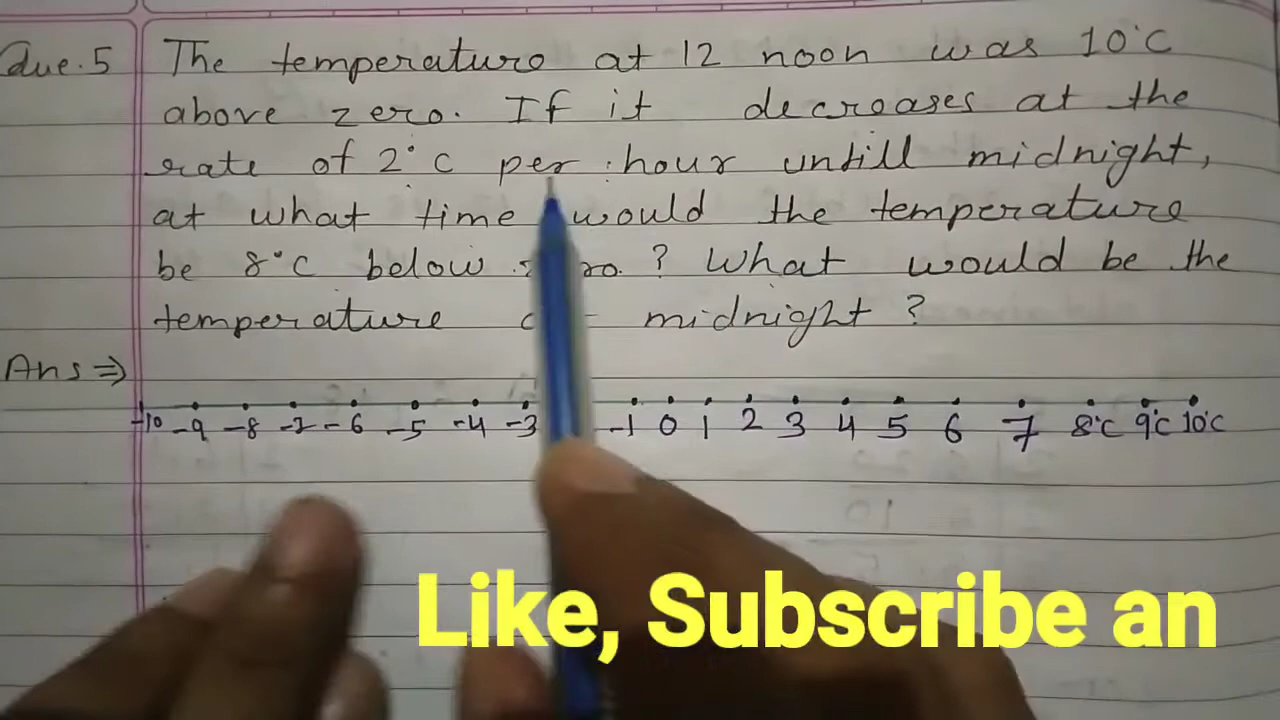 Que.5 The temperature at 12 noon was 10°C
above zero. If it decreases at the
rate of 2°C per hour untill midnight,
at what time would the temperature
be 8°C below ? What would be the
temperature midnight ?
Ans ⇒
-10 -9 -8 -7 -6 -5 -4 -3 -1 0 1 2 3 4 5 6 7 8°C 9°C 10°C
Like, Subscribe an